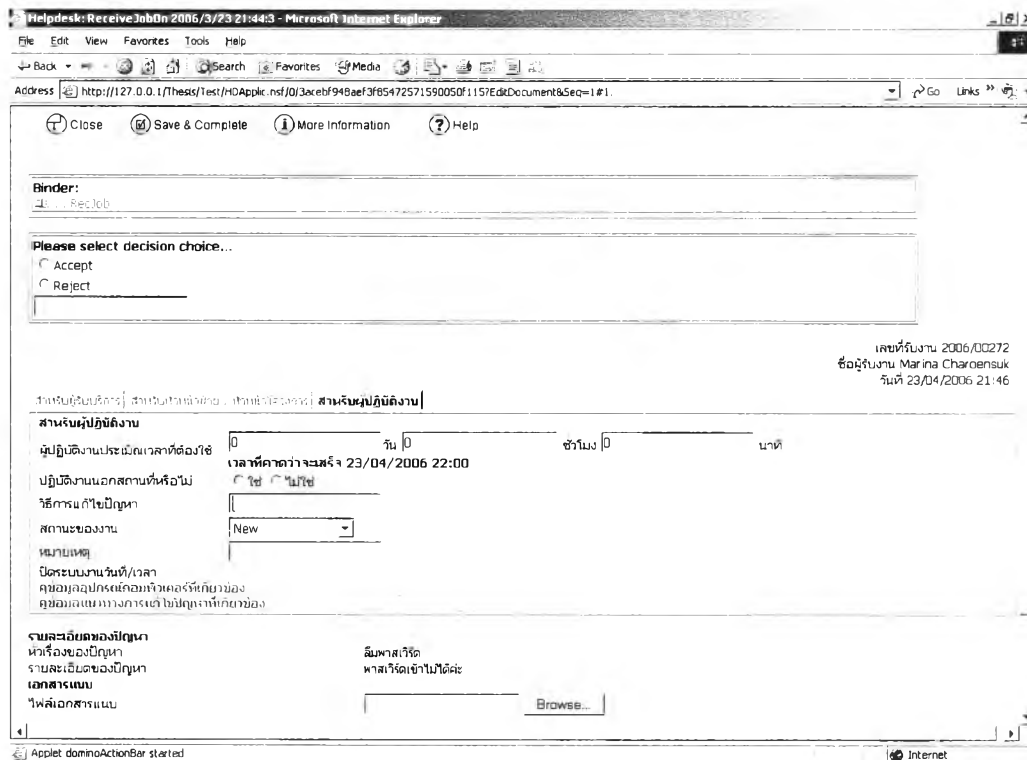 Helpdesk: ReceiveJobOn 2006/3/23 21:44:3 - Microsoft Internet Explorer
File Edit View Favorites Tools Help
Back Search Favorites Media
Address http://127.0.0.1/Thesis/Test/HDApplic.nsf/0/3acebf948aef3f85472571590050f115?EditDocument&Seq=1#1. Go Links »
Close Save & Complete More Information Help
Binder:
RecJob
Please select decision choice...
Accept
Reject
เลขที่รับงาน 2006/00272
ชื่อผู้รับงาน Marina Charoensuk
วันที่ 23/04/2006 21:46
สำหรับผู้รับบริการ สำหรับผู้ปฏิบัติงาน
สำหรับผู้ปฏิบัติงาน
ผู้ปฏิบัติงานประเมินเวลาที่ต้องใช้ 0 วัน 0 ชั่วโมง 0 นาที
เวลาที่คาดว่าจะเสร็จ 23/04/2006 22:00
ปฏิบัติงานนอกสถานที่หรือไม่ ใช่ ไม่ใช่
วิธีการแก้ไขปัญหา
สถานะของงาน New
หมายเหตุ
ปิดระบบงานวันที่/เวลา
ดูข้อมูลอุปกรณ์คอมพิวเตอร์ที่เกี่ยวข้อง
ดูข้อมูลแนวทางการแก้ไขปัญหาที่เกี่ยวข้อง
รายละเอียดของปัญหา
หัวเรื่องของปัญหา ลืมพาสเวิร์ด
รายละเอียดของปัญหา พาสเวิร์ดเข้าไม่ได้ค่ะ
เอกสารแนบ
ไฟล์เอกสารแนบ Browse...
Applet dominoActionBar started Internet